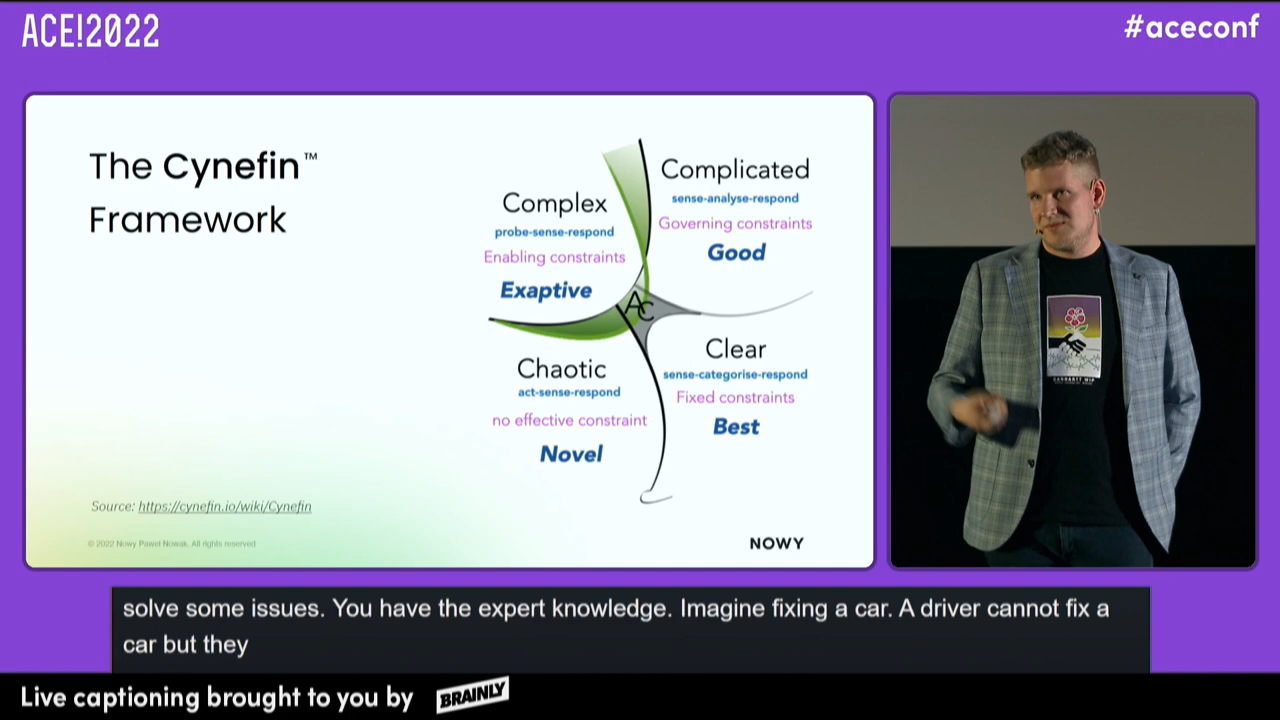 ACE!2022
#aceconf
The Cynefin™
Framework
Complex
probe-sense-respond
Enabling constraints
Exaptive
Complicated
sense-analyse-respond
Governing constraints
Good
A
C
Chaotic
act-sense-respond
no effective constraint
Novel
Clear
sense-categorise-respond
Fixed constraints
Best
Source: https://cynefin.io/wiki/Cynefin
© 2022 Nowy Paweł Nowak. All rights reserved
NOWY
CARHARTT WIP
solve some issues. You have the expert knowledge. Imagine fixing a car. A driver cannot fix a
car but they
Live captioning brought to you by BRAINLY